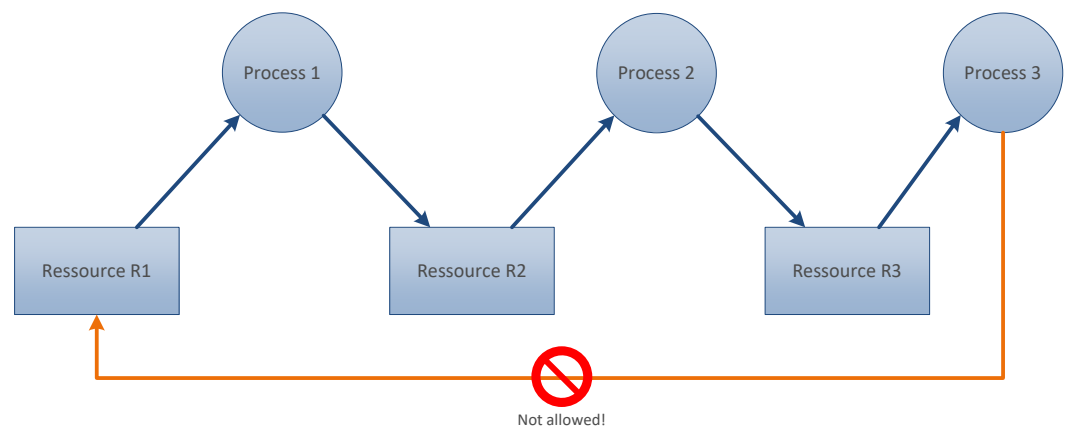 Process 1
Process 2
Process 3
Ressource R1
Ressource R2
Ressource R3
Not allowed!